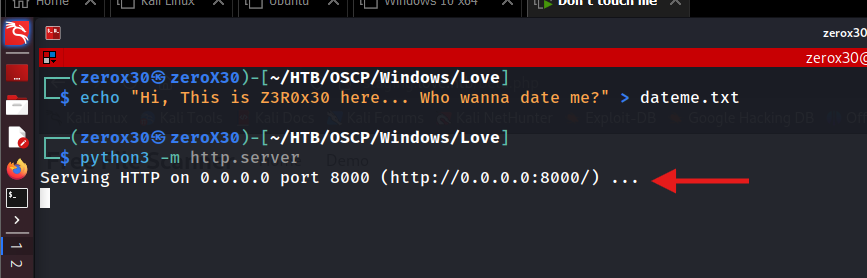 Home
Kali Linux
Ubuntu
Windows 10 x64
Don't touch me
zerox30
zerox30@
(zerox30㉿zeroX30)-[~/HTB/OSCP/Windows/Love]
$ echo "Hi, This is Z3R0x30 here... Who wanna date me?" > dateme.txt
Kali Linux Kali Tools Kali Docs Kali Forums Kali NetHunter Exploit-DB Google Hacking DB
(zerox30㉿zeroX30)-[~/HTB/OSCP/Windows/Love]
$ python3 -m http.server
Demo
Serving HTTP on 0.0.0.0 port 8000 (http://0.0.0.0:8000/) ...
1
2